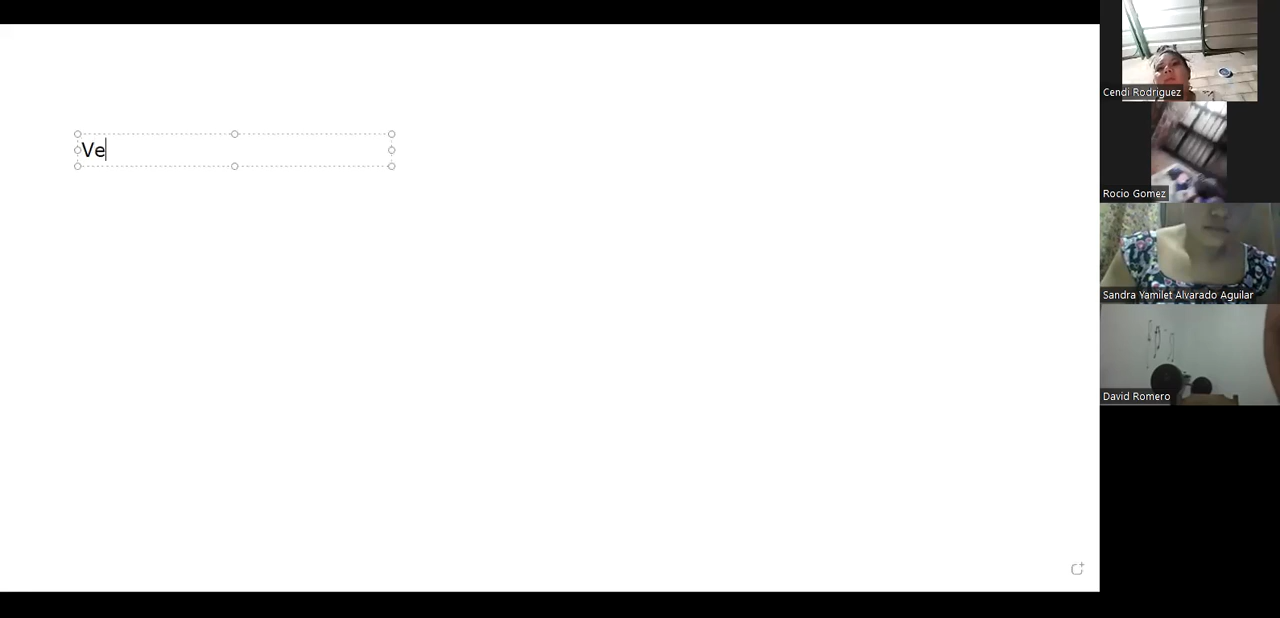 Ve
Cendi Rodriguez
Rocio Gomez
Sandra Yamilet Alvarado Aguilar
David Romero